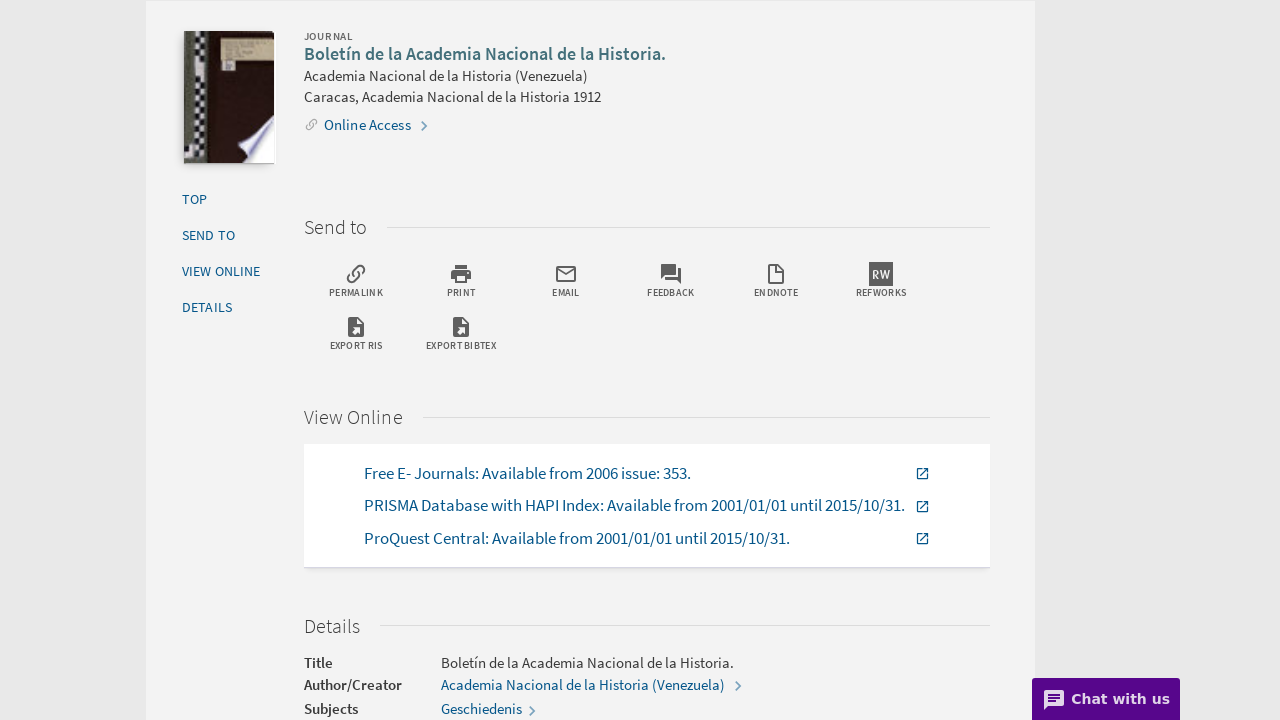 JOURNAL
Boletín de la Academia Nacional de la Historia.
Academia Nacional de la Historia (Venezuela)
Caracas, Academia Nacional de la Historia 1912
Online Access
TOP
SEND TO
VIEW ONLINE
DETAILS
Send to
PERMALINK
PRINT
EMAIL
FEEDBACK
ENDNOTE
RW
REFWORKS
EXPORT RIS
EXPORT BIBTEX
View Online
Free E- Journals: Available from 2006 issue: 353.
PRISMA Database with HAPI Index: Available from 2001/01/01 until 2015/10/31.
ProQuest Central: Available from 2001/01/01 until 2015/10/31.
Details
Title Boletín de la Academia Nacional de la Historia.
Author/Creator Academia Nacional de la Historia (Venezuela)
Subjects Geschiedenis
Chat with us